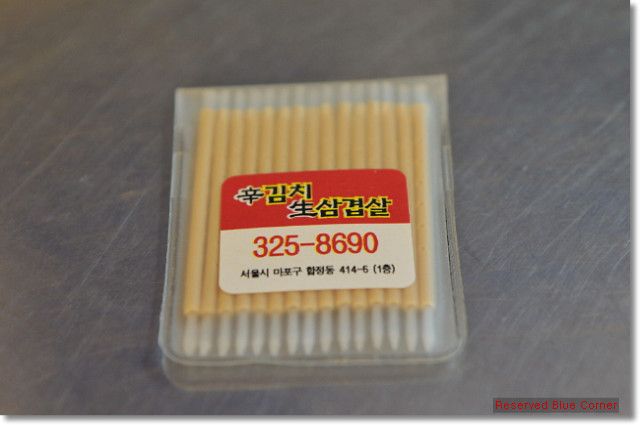 辛김치
生삼겹살
325-8690
서울시 마포구 합정동 414-6 (1층)
Reserved Blue Corner